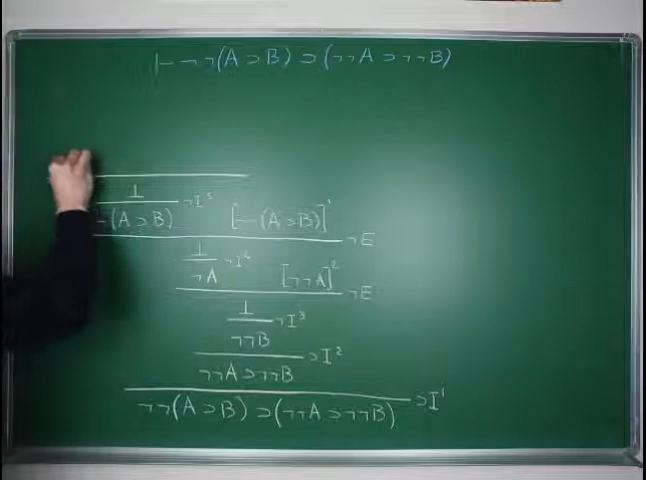 ⊢ ¬¬(A ⊃ B) ⊃ (¬¬A ⊃ ¬¬B)
⊥ ¬I⁵
¬(A ⊃ B) [¬¬(A ⊃ B)]¹ ¬E
⊥ ¬I⁴
¬A [¬¬A]² ¬E
⊥ ¬I³
¬¬B
⊃I²
¬¬A ⊃ ¬¬B
⊃I¹
¬¬(A ⊃ B) ⊃ (¬¬A ⊃ ¬¬B)